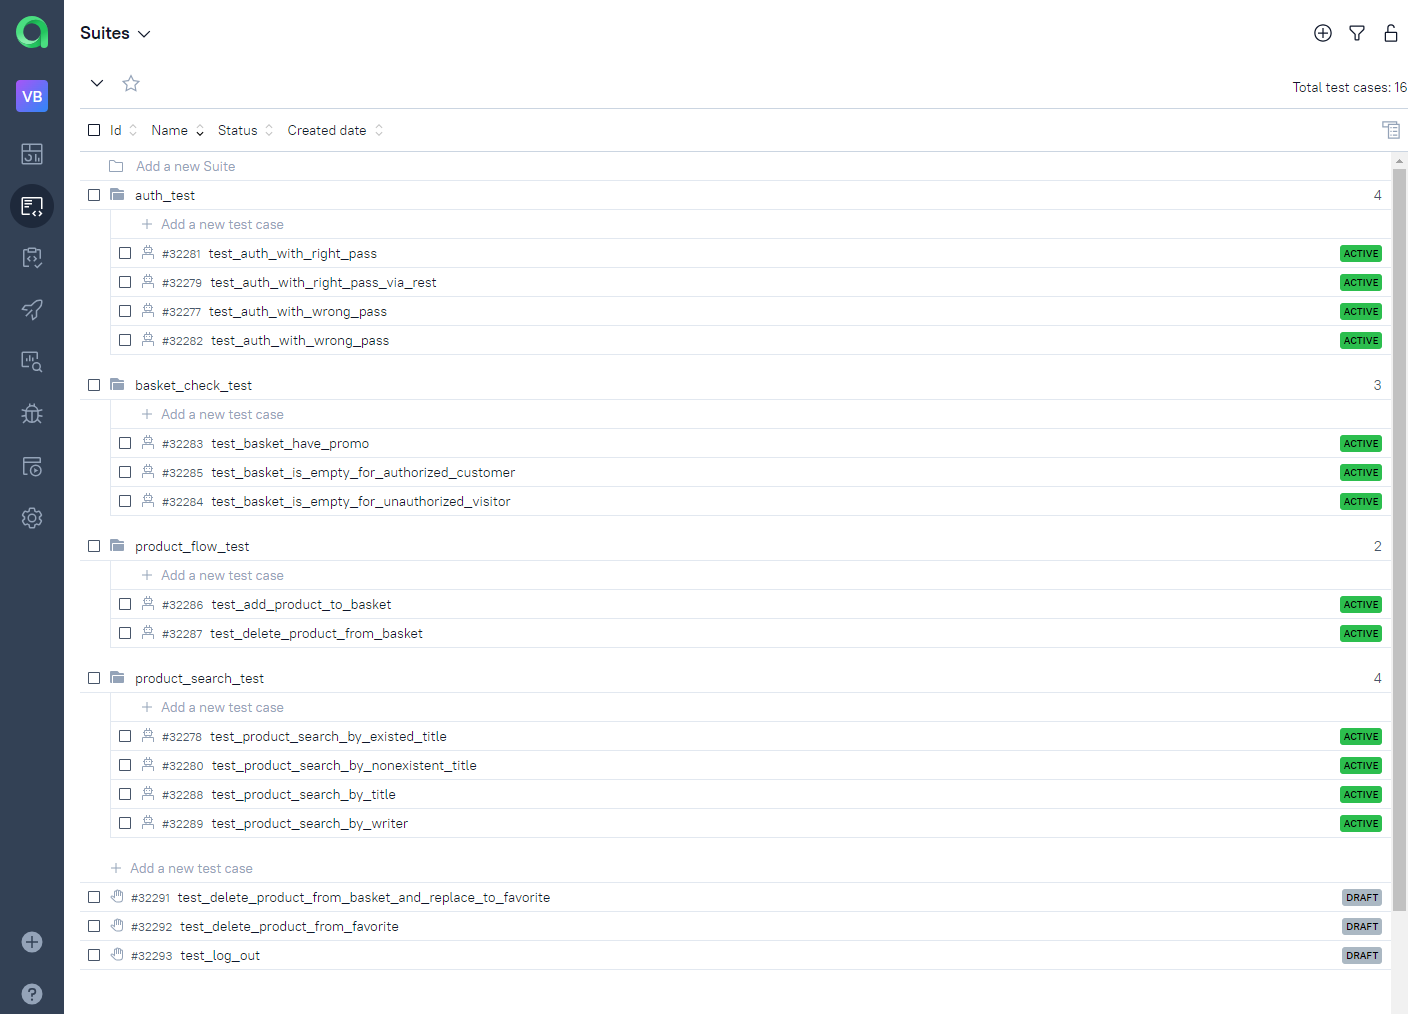 Suites
VB
Total test cases: 16
Id Name Status Created date
Add a new Suite
auth_test 4
Add a new test case
#32281 test_auth_with_right_pass ACTIVE
#32279 test_auth_with_right_pass_via_rest ACTIVE
#32277 test_auth_with_wrong_pass ACTIVE
#32282 test_auth_with_wrong_pass ACTIVE
basket_check_test 3
Add a new test case
#32283 test_basket_have_promo ACTIVE
#32285 test_basket_is_empty_for_authorized_customer ACTIVE
#32284 test_basket_is_empty_for_unauthorized_visitor ACTIVE
product_flow_test 2
Add a new test case
#32286 test_add_product_to_basket ACTIVE
#32287 test_delete_product_from_basket ACTIVE
product_search_test 4
Add a new test case
#32278 test_product_search_by_existed_title ACTIVE
#32280 test_product_search_by_nonexistent_title ACTIVE
#32288 test_product_search_by_title ACTIVE
#32289 test_product_search_by_writer ACTIVE
Add a new test case
#32291 test_delete_product_from_basket_and_replace_to_favorite DRAFT
#32292 test_delete_product_from_favorite DRAFT
#32293 test_log_out DRAFT